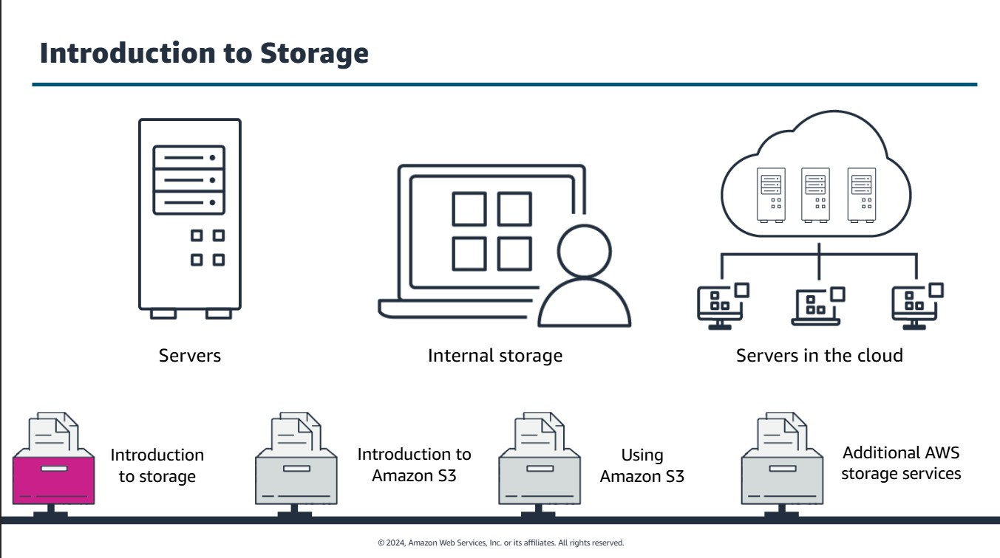 Introduction to Storage
Servers
Internal storage
Servers in the cloud
Introduction
to storage
Introduction to
Amazon S3
Using
Amazon S3
Additional AWS
storage services
© 2024, Amazon Web Services, Inc. or its affiliates. All rights reserved.